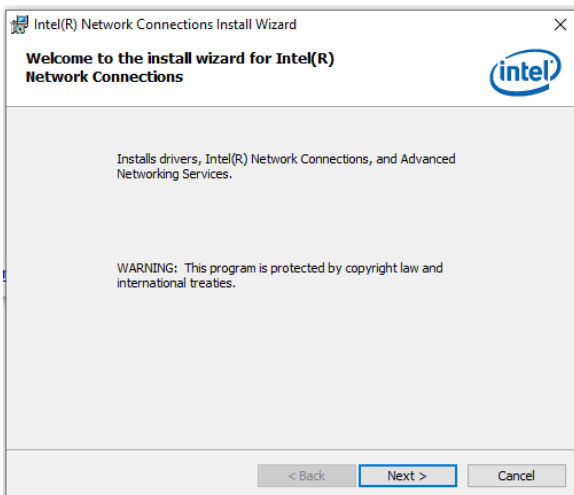 Intel(R) Network Connections Install Wizard
Welcome to the install wizard for Intel(R)
Network Connections
intel
Installs drivers, Intel(R) Network Connections, and Advanced
Networking Services.
WARNING: This program is protected by copyright law and
international treaties.
< Back
Next >
Cancel